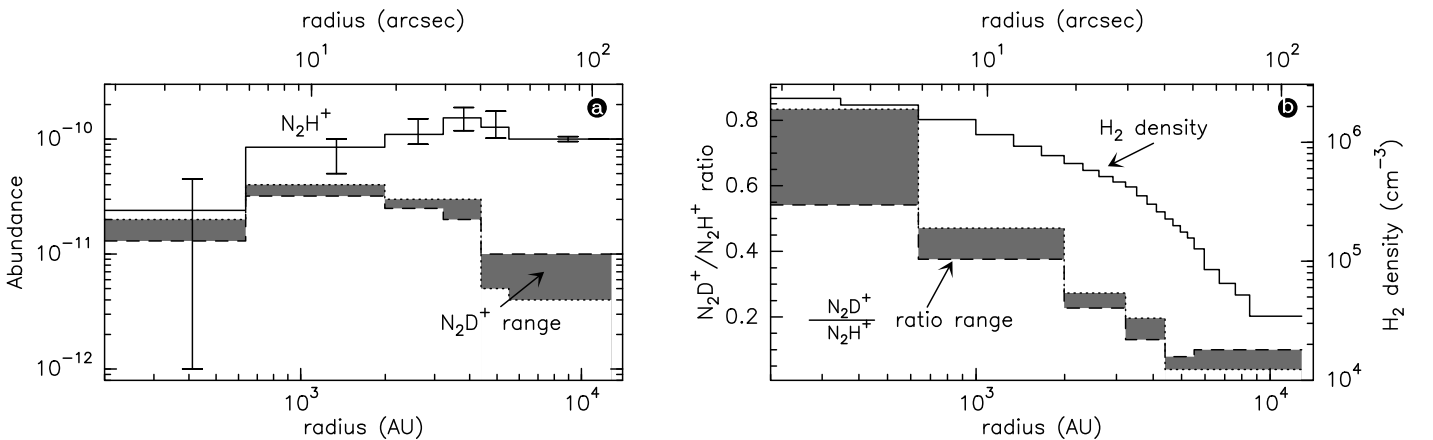 radius (arcsec)
10¹ 10²
Abundance
10⁻¹⁰
10⁻¹¹
10⁻¹²
N₂H⁺
a
N₂D⁺ range
10³ 10⁴
radius (AU)
radius (arcsec)
10¹ 10²
N₂D⁺/N₂H⁺ ratio
0.8
0.6
0.4
0.2
b
H₂ density
N₂D⁺
N₂H⁺ ratio range
10⁶
10⁵
10⁴
H₂ density (cm⁻³)
10³ 10⁴
radius (AU)